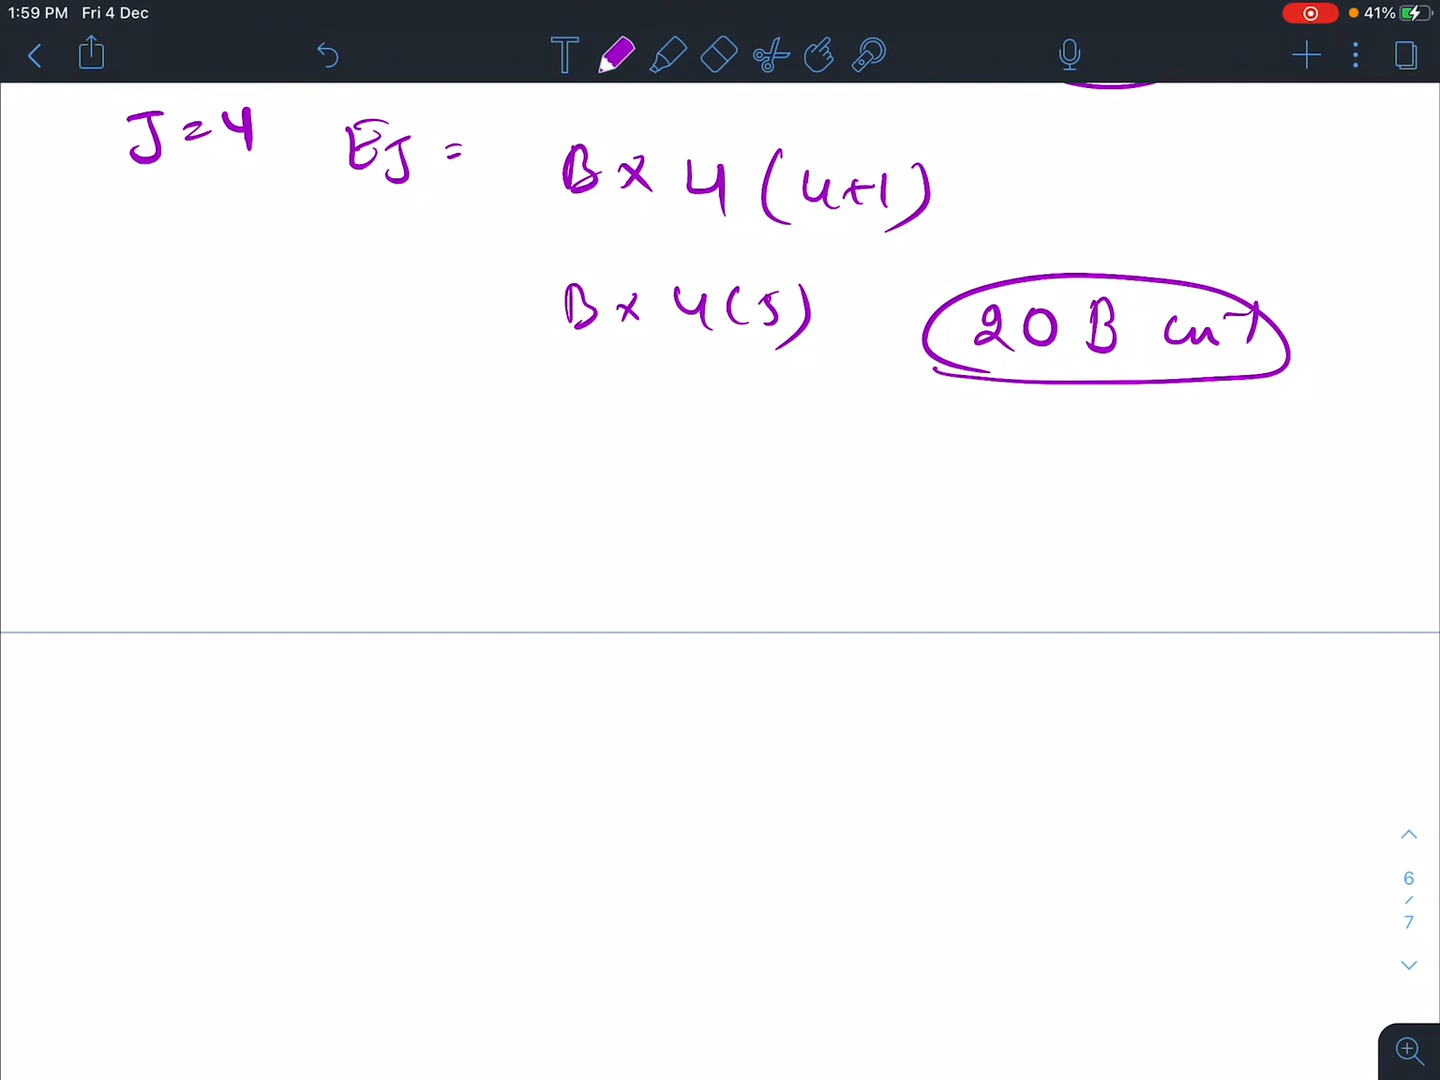 1:59 PM Fri 4 Dec 41%
T
J=4 EJ = B × 4 (4+1)
B × 4(5) 20 B cm⁻¹
6
/
7